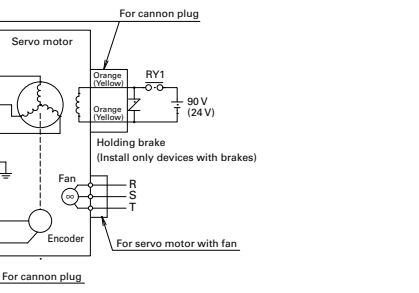 For cannon plug
Servo motor
Orange
(Yellow)
RY1
90 V
(24 V)
Orange
(Yellow)
Holding brake
(Install only devices with brakes)
Fan
R
S
T
Encoder
For servo motor with fan
For cannon plug